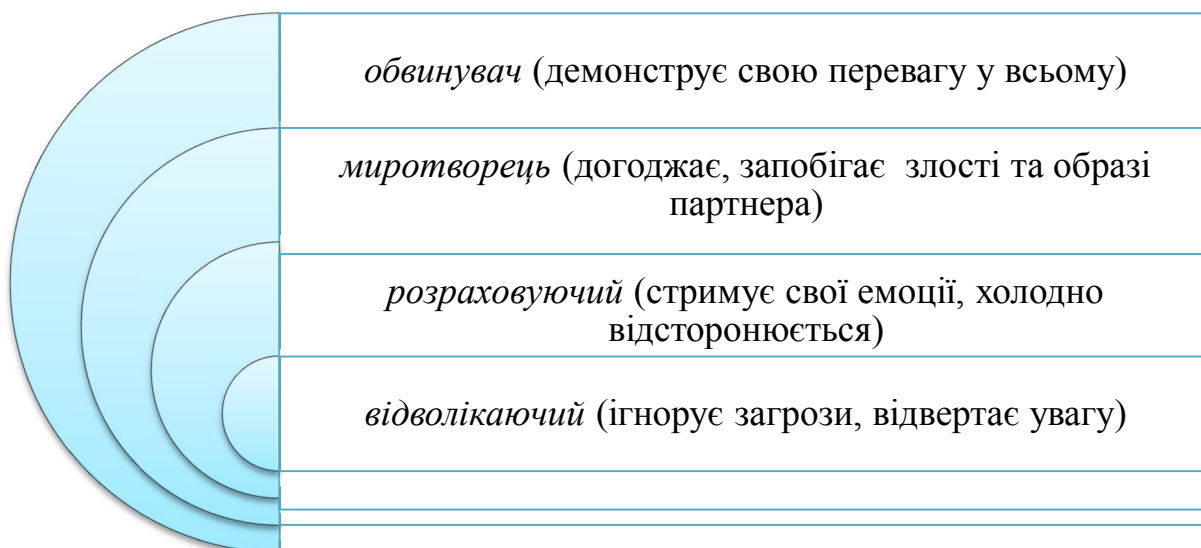 обвинувач (демонструє свою перевагу у всьому)
миротворець (догоджає, запобігає  злості та образі
партнера)
розраховуючий (стримує свої емоції, холодно
відсторонюється)
відволікаючий (ігнорує загрози, відвертає увагу)